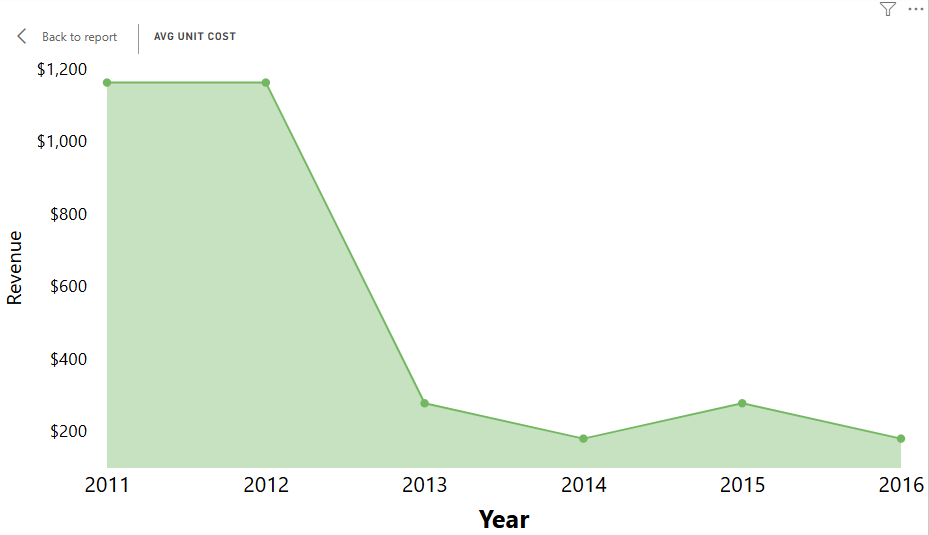 Back to report
AVG UNIT COST
$1,200
$1,000
$800
$600
$400
$200
Revenue
2011 2012 2013 2014 2015 2016
Year